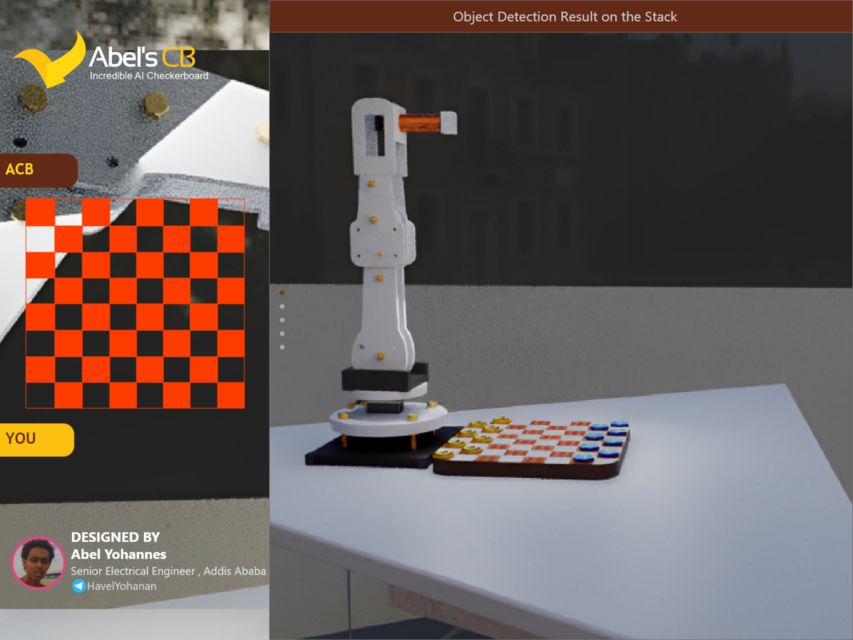 Object Detection Result on the Stack
Abel's CB
Incredible AI Checkerboard
ACB
YOU
DESIGNED BY
Abel Yohannes
Senior Electrical Engineer , Addis Ababa
HavelYohanan